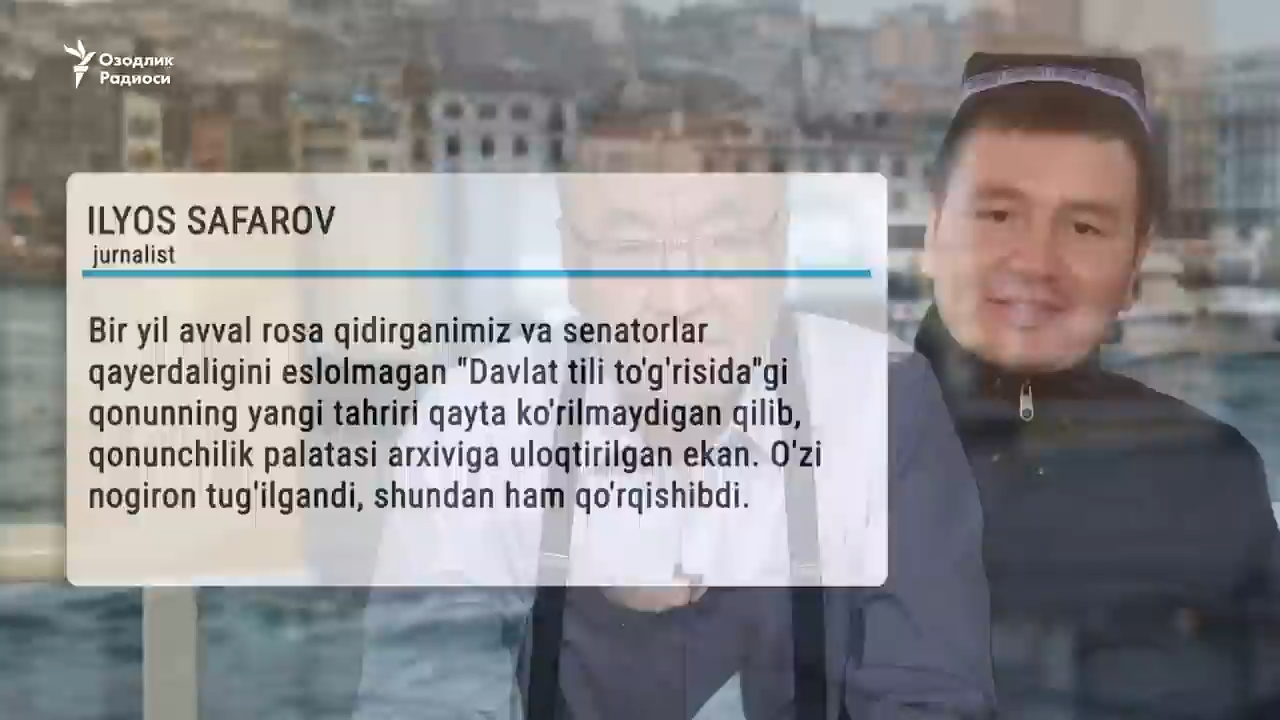 Озодлик
Радиоси
ILYOS SAFAROV
jurnalist
Bir yil avval rosa qidirganimiz va senatorlar
qayerdaligini eslolmagan "Davlat tili to'g'risida"gi
qonunning yangi tahriri qayta ko'rilmaydigan qilib,
qonunchilik palatasi arxiviga uloqtirilgan ekan. O'zi
nogiron tug'ilgandi, shundan ham qo'rqishibdi.